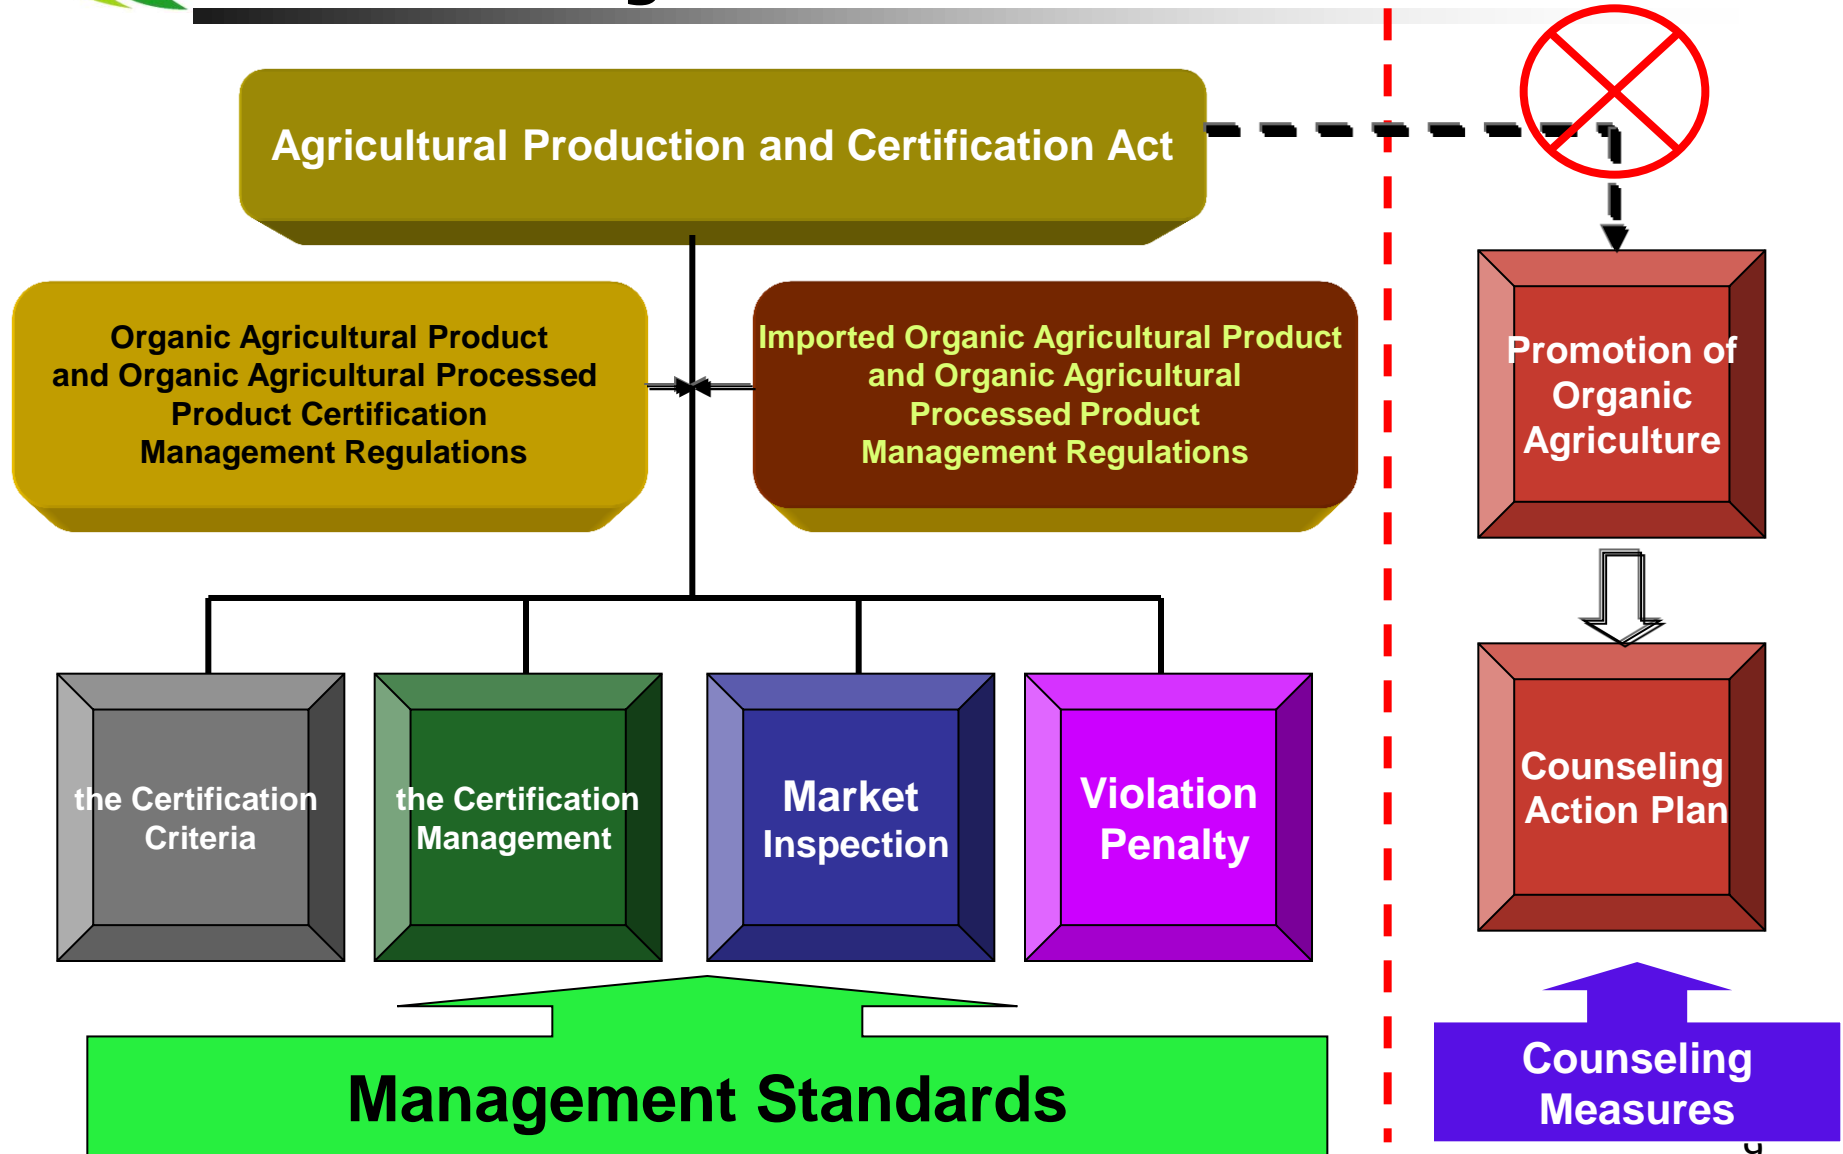 Agricultural Production and Certification Act
Organic Agricultural Product
and Organic Agricultural Processed
Product Certification
Management Regulations
Imported Organic Agricultural Product
and Organic Agricultural
Processed Product
Management Regulations
Promotion of
Organic
Agriculture
the Certification
Criteria
the Certification
Management
Market
Inspection
Violation
Penalty
Counseling
Action Plan
Management Standards
Counseling
Measures